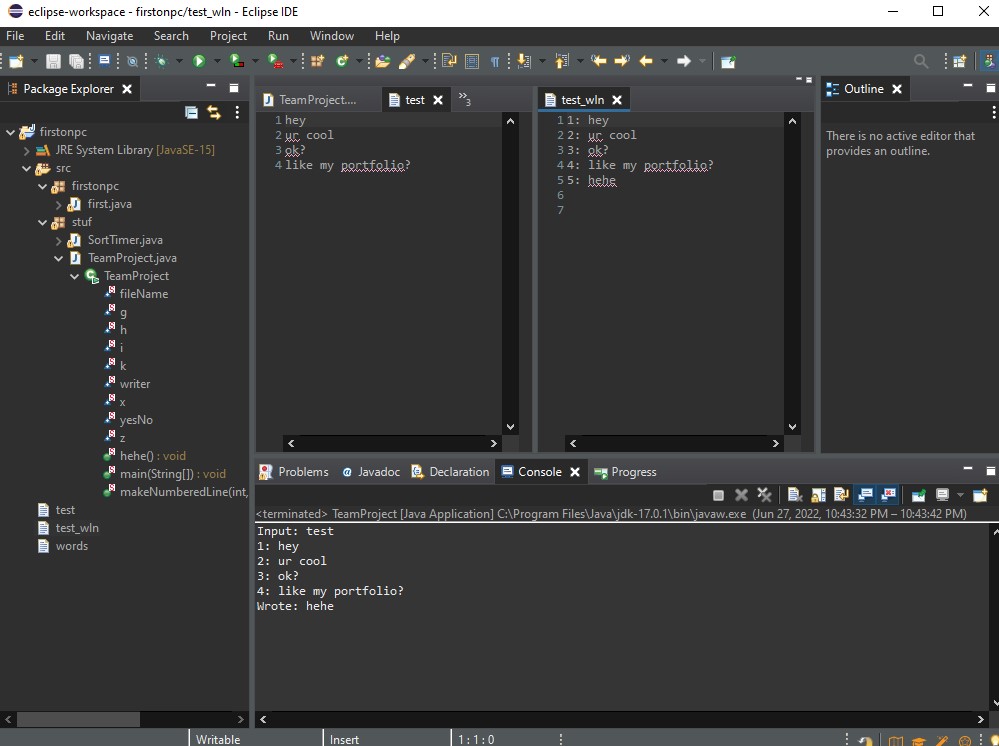 eclipse-workspace - firstonpc/test_wln - Eclipse IDE
File Edit Navigate Search Project Run Window Help
Package Explorer
firstonpc
JRE System Library [JavaSE-15]
src
firstonpc
first.java
stuf
SortTimer.java
TeamProject.java
TeamProject
fileName
g
h
i
k
writer
x
yesNo
z
hehe() : void
main(String[]) : void
makeNumberedLine(int,
test
test_wln
words
TeamProject.... test 3
1 hey
2 ur cool
3 ok?
4 like my portfolio?
test_wln
1 1: hey
2 2: ur cool
3 3: ok?
4 4: like my portfolio?
5 5: hehe
6
7
Outline
There is no active editor that
provides an outline.
Problems Javadoc Declaration Console Progress
<terminated> TeamProject [Java Application] C:\Program Files\Java\jdk-17.0.1\bin\javaw.exe (Jun 27, 2022, 10:43:32 PM – 10:43:42 PM)
Input: test
1: hey
2: ur cool
3: ok?
4: like my portfolio?
Wrote: hehe
Writable Insert 1 : 1 : 0